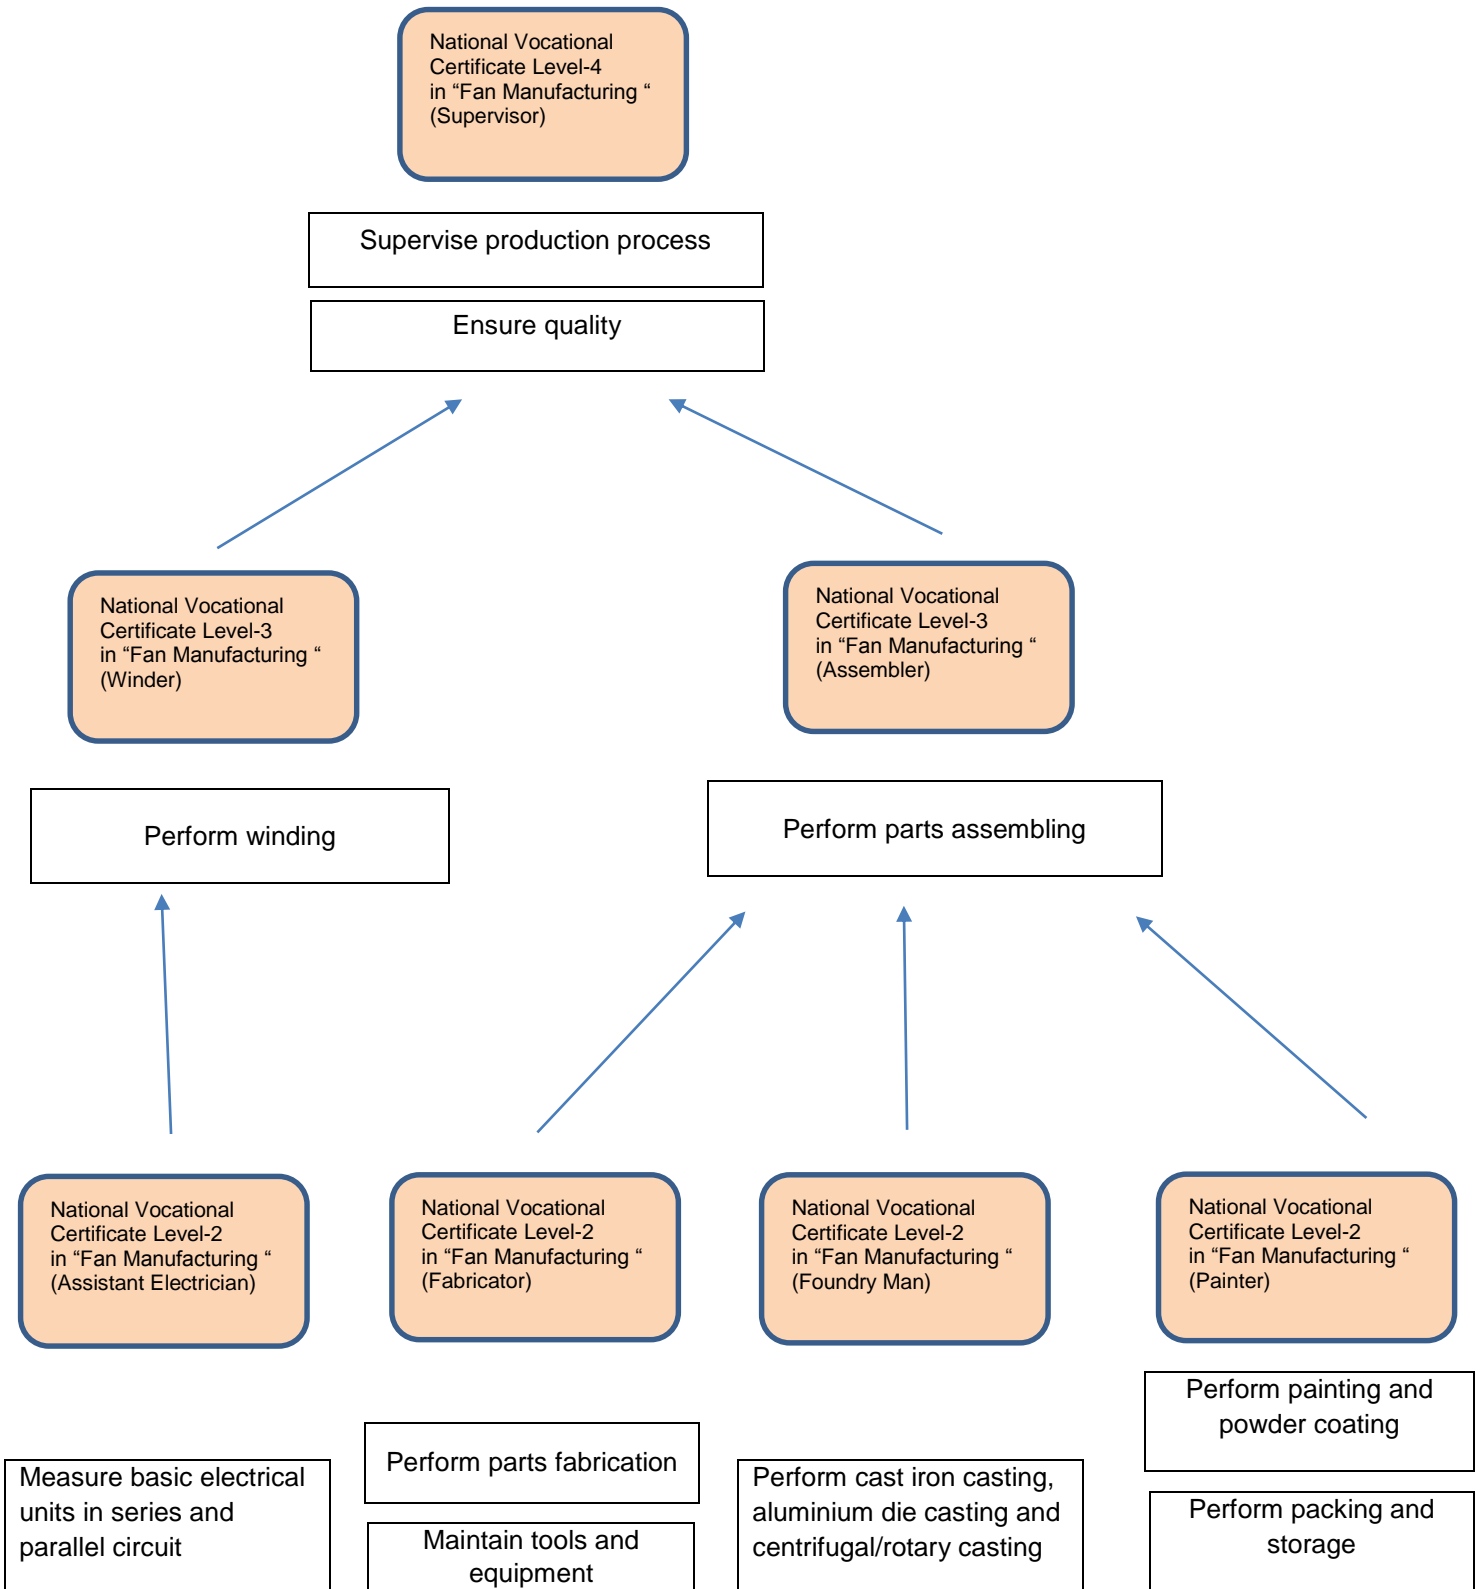 National Vocational
Certificate Level-4
in “Fan Manufacturing “
(Supervisor)
Supervise production process
Ensure quality
National Vocational
Certificate Level-3
in “Fan Manufacturing “
(Winder)
National Vocational
Certificate Level-3
in “Fan Manufacturing “
(Assembler)
Perform winding
Perform parts assembling
National Vocational
Certificate Level-2
in “Fan Manufacturing “
(Assistant Electrician)
National Vocational
Certificate Level-2
in “Fan Manufacturing “
(Fabricator)
National Vocational
Certificate Level-2
in “Fan Manufacturing “
(Foundry Man)
National Vocational
Certificate Level-2
in “Fan Manufacturing “
(Painter)
Measure basic electrical
units in series and
parallel circuit
Perform parts fabrication
Maintain tools and
equipment
Perform cast iron casting,
aluminium die casting and
centrifugal/rotary casting
Perform painting and
powder coating
Perform packing and
storage